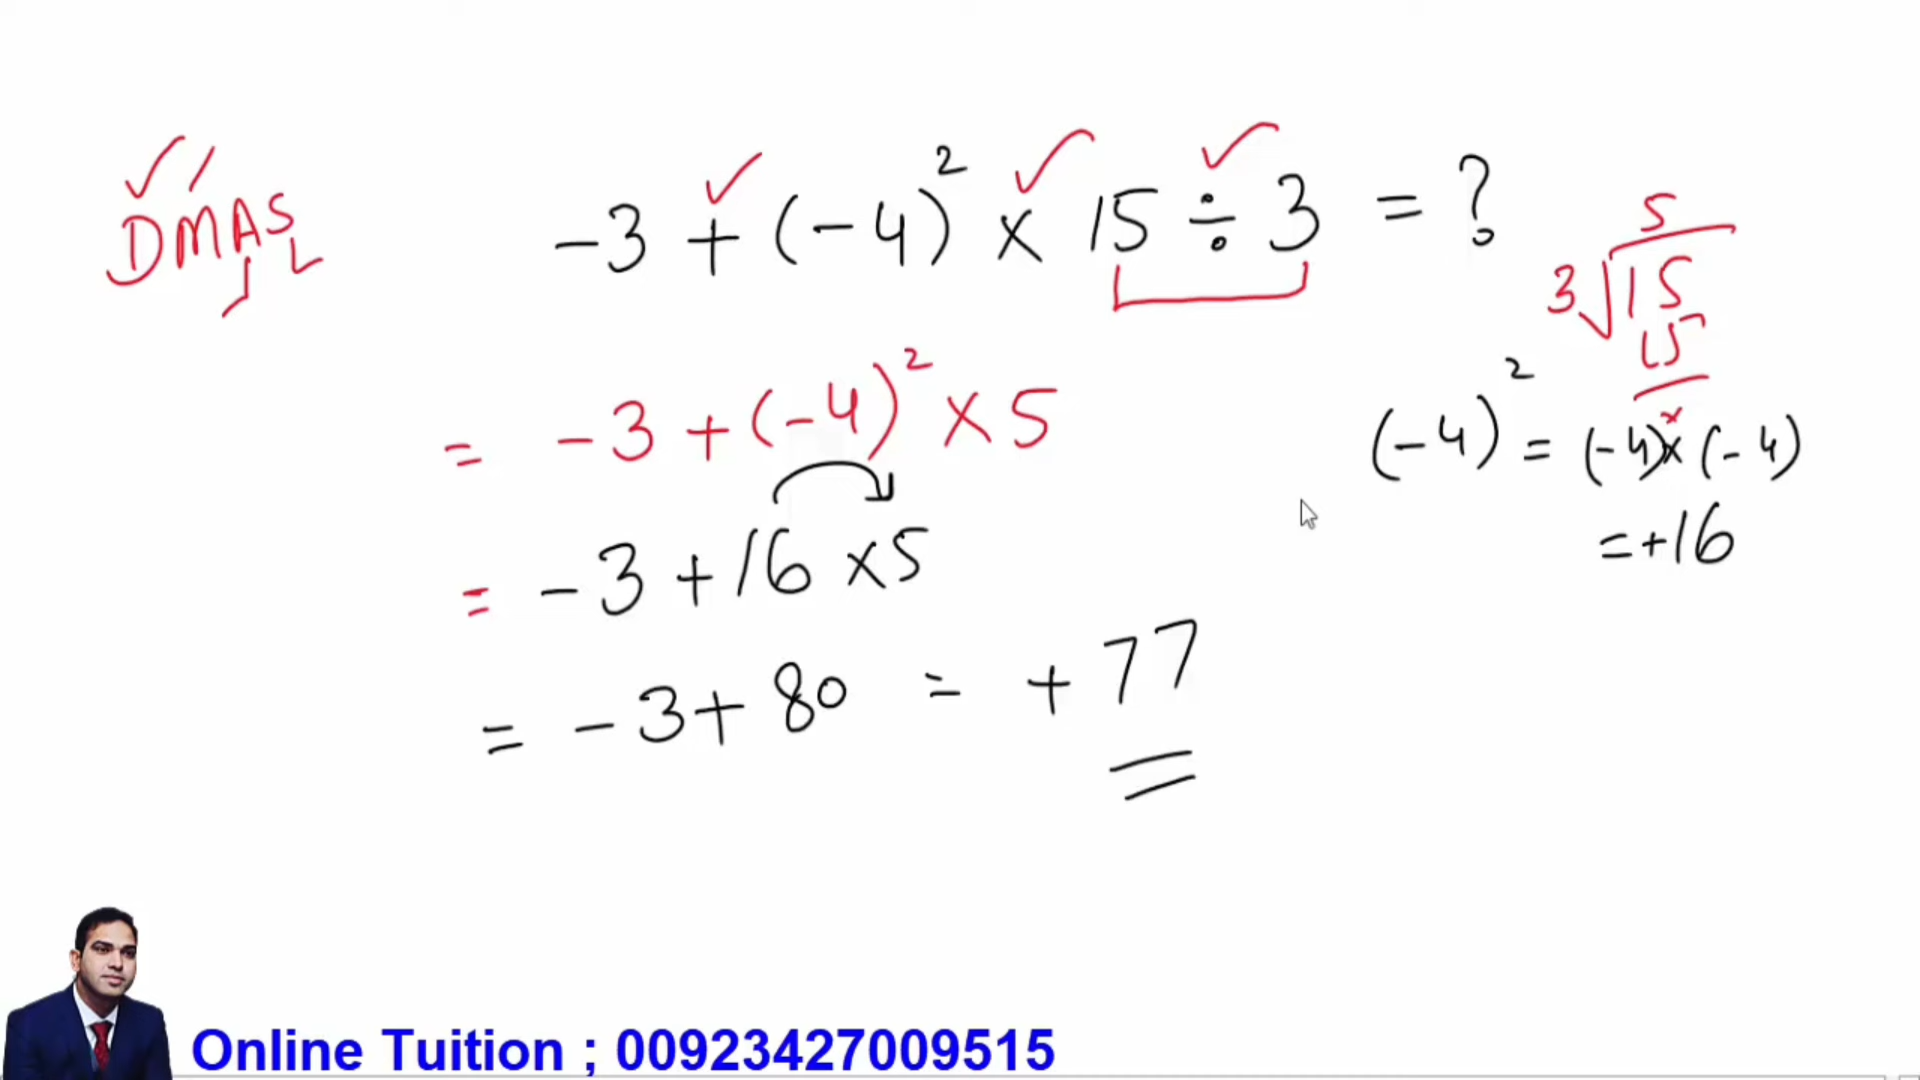 DMAS
-3 + (-4)² × 15 ÷ 3 = ?
5
3√15
15
×
= -3 + (-4)² × 5
(-4)² = (-4) × (-4)
= +16
= -3 + 16 × 5
= -3 + 80 = + 77
Online Tuition ; 00923427009515